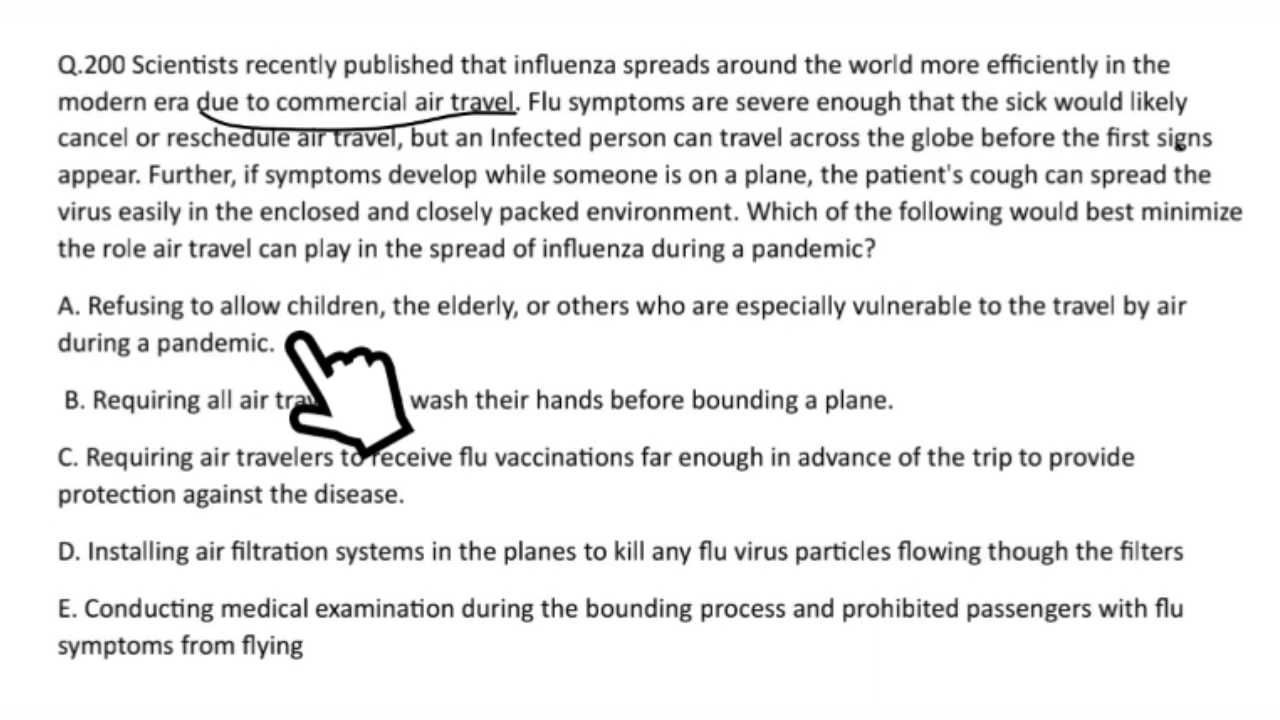 Q.200 Scientists recently published that influenza spreads around the world more efficiently in the
modern era due to commercial air travel. Flu symptoms are severe enough that the sick would likely
cancel or reschedule air travel, but an Infected person can travel across the globe before the first signs
appear. Further, if symptoms develop while someone is on a plane, the patient's cough can spread the
virus easily in the enclosed and closely packed environment. Which of the following would best minimize
the role air travel can play in the spread of influenza during a pandemic?
A. Refusing to allow children, the elderly, or others who are especially vulnerable to the travel by air
during a pandemic.
B. Requiring all air wash their hands before bounding a plane.
C. Requiring air travelers to receive flu vaccinations far enough in advance of the trip to provide
protection against the disease.
D. Installing air filtration systems in the planes to kill any flu virus particles flowing though the filters
E. Conducting medical examination during the bounding process and prohibited passengers with flu
symptoms from flying